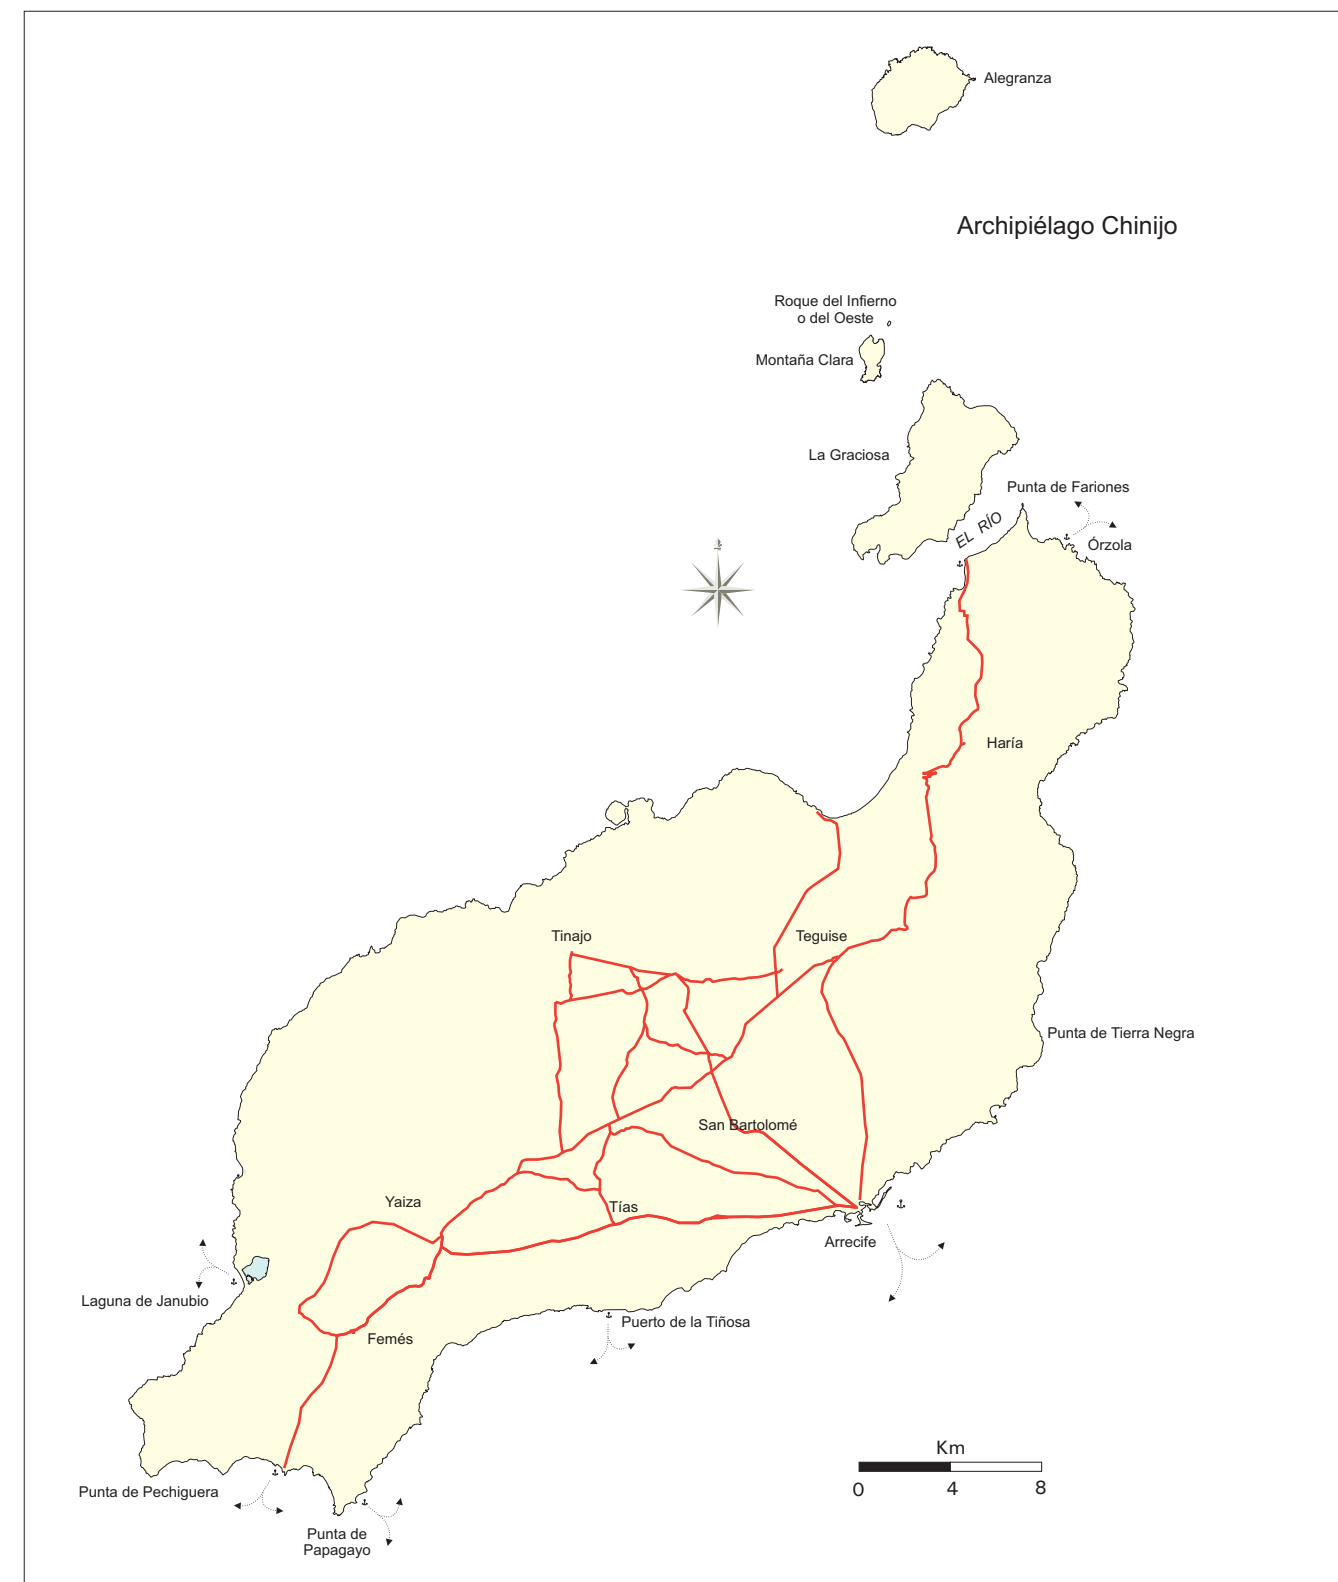 Alegranza
Archipiélago Chinijo
Roque del Infierno
o del Oeste
Montaña Clara
La Graciosa
Punta de Fariones
EL RÍO
Órzola
Haría
Tinajo
Teguise
Punta de Tierra Negra
San Bartolomé
Yaiza
Tías
Arrecife
Laguna de Janubio
Puerto de la Tiñosa
Femés
Km
0 4 8
Punta de Pechiguera
Punta de
Papagayo